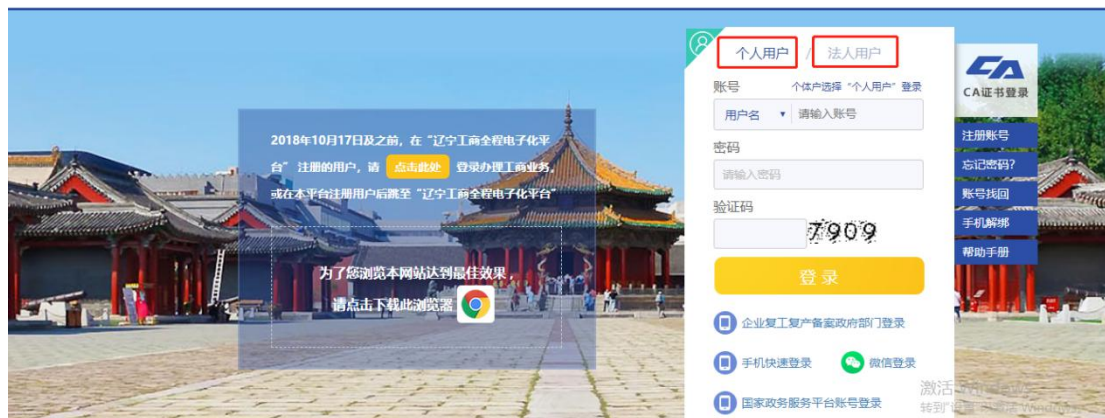 个人用户 / 法人用户
账号 个体户选择“个人用户”登录
用户名 ▼ 请输入账号
密码
请输入密码
验证码
7909
登录
企业复工复产备案政府部门登录
手机快速登录 微信登录
国家政务服务平台账号登录
2018年10月17日及之前，在“辽宁工商全程电子化平
台”注册的用户，请 点击此处 登录办理工商业务，
或在本平台注册用户后跳至“辽宁工商全程电子化平台”
为了您浏览本网站达到最佳效果，
请点击下载此浏览器
CA
CA证书登录
注册账号
忘记密码?
账号找回
手机解绑
帮助手册
激活 Windows